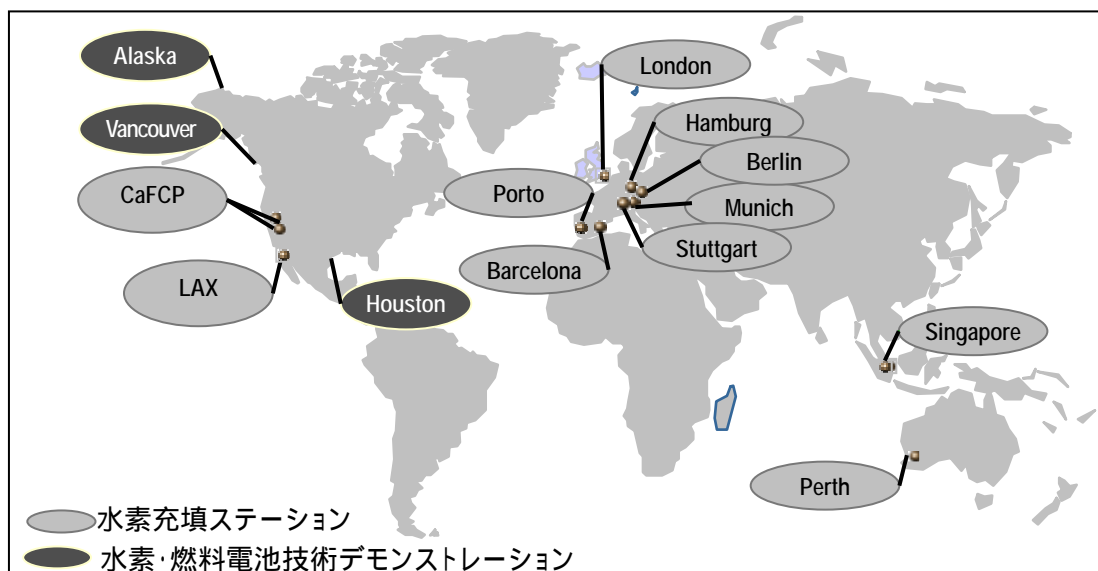 Alaska
London
Vancouver
Hamburg
Berlin
CaFCP
Porto
Munich
Stuttgart
Barcelona
LAX
Houston
Singapore
Perth
水素充填ステーション
水素・燃料電池技術デモンストレーション